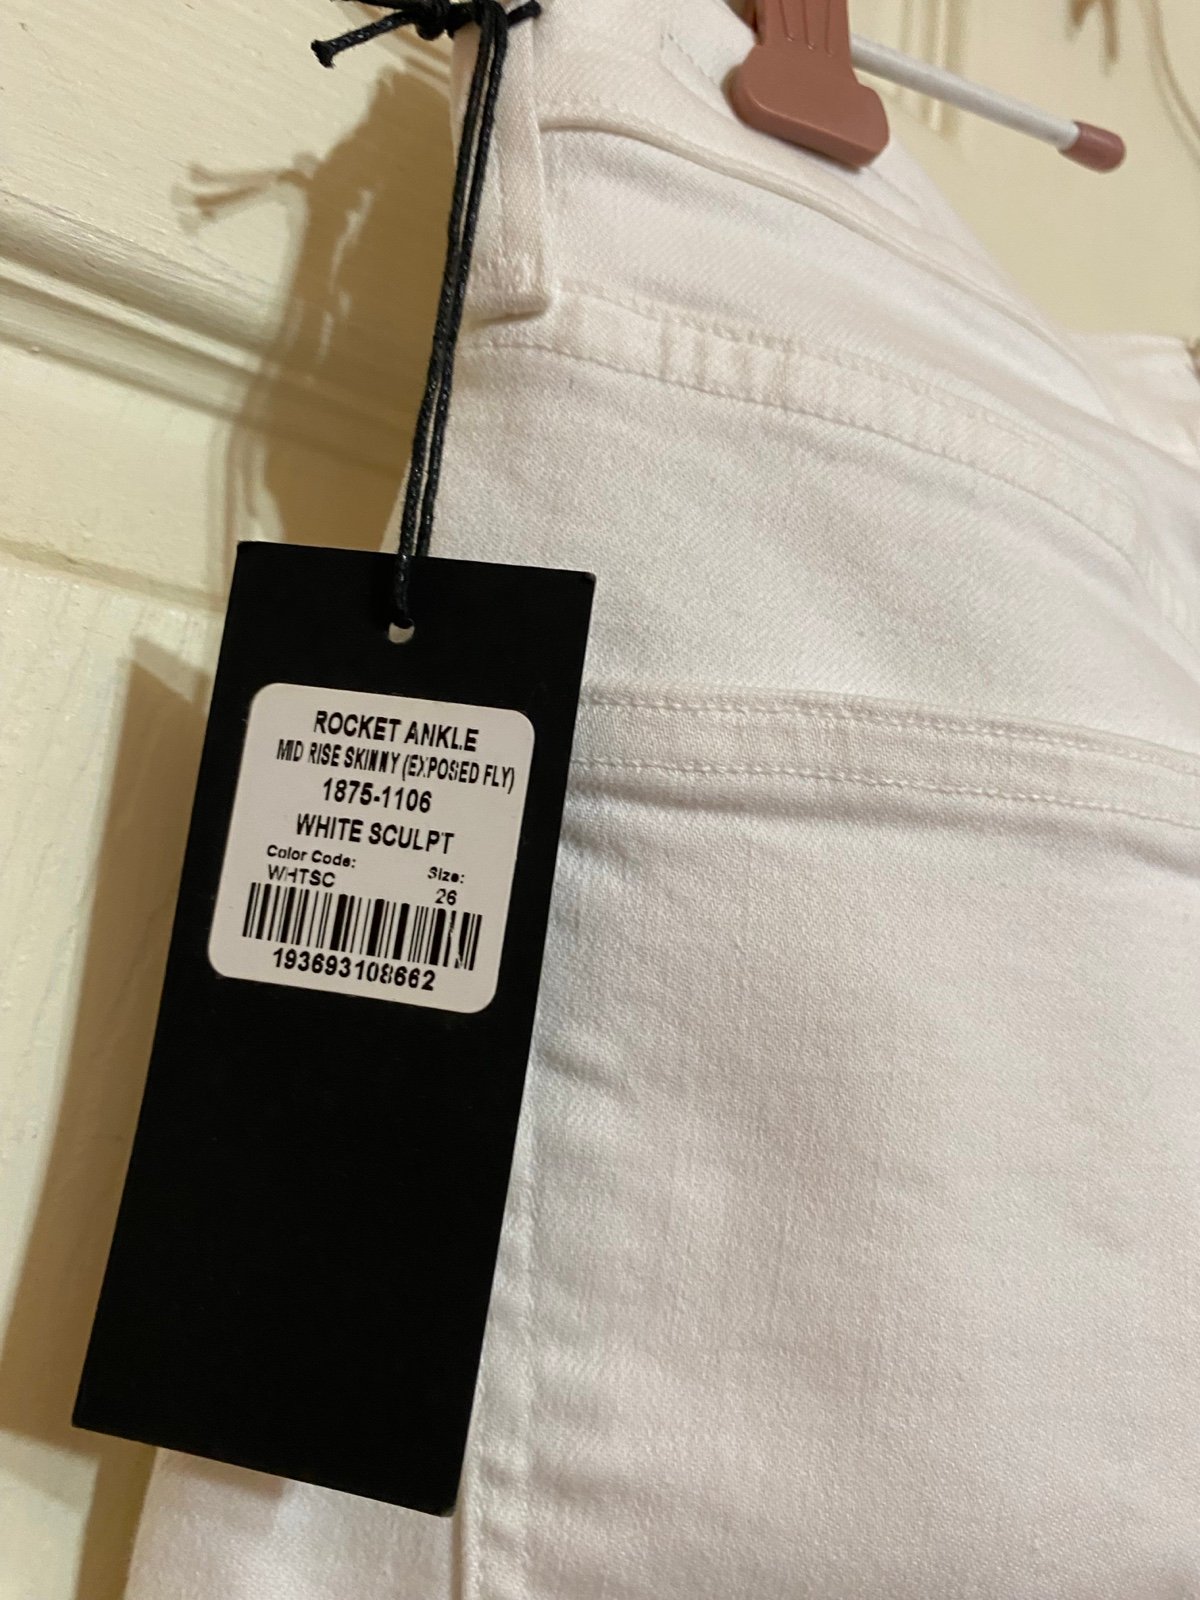 ROCKET ANKLE
MID RISE SKINNY (EXPOSED FLY)
1875-1106
WHITE SCULPT
Color Code: Size:
WHTSC 26
193693108662